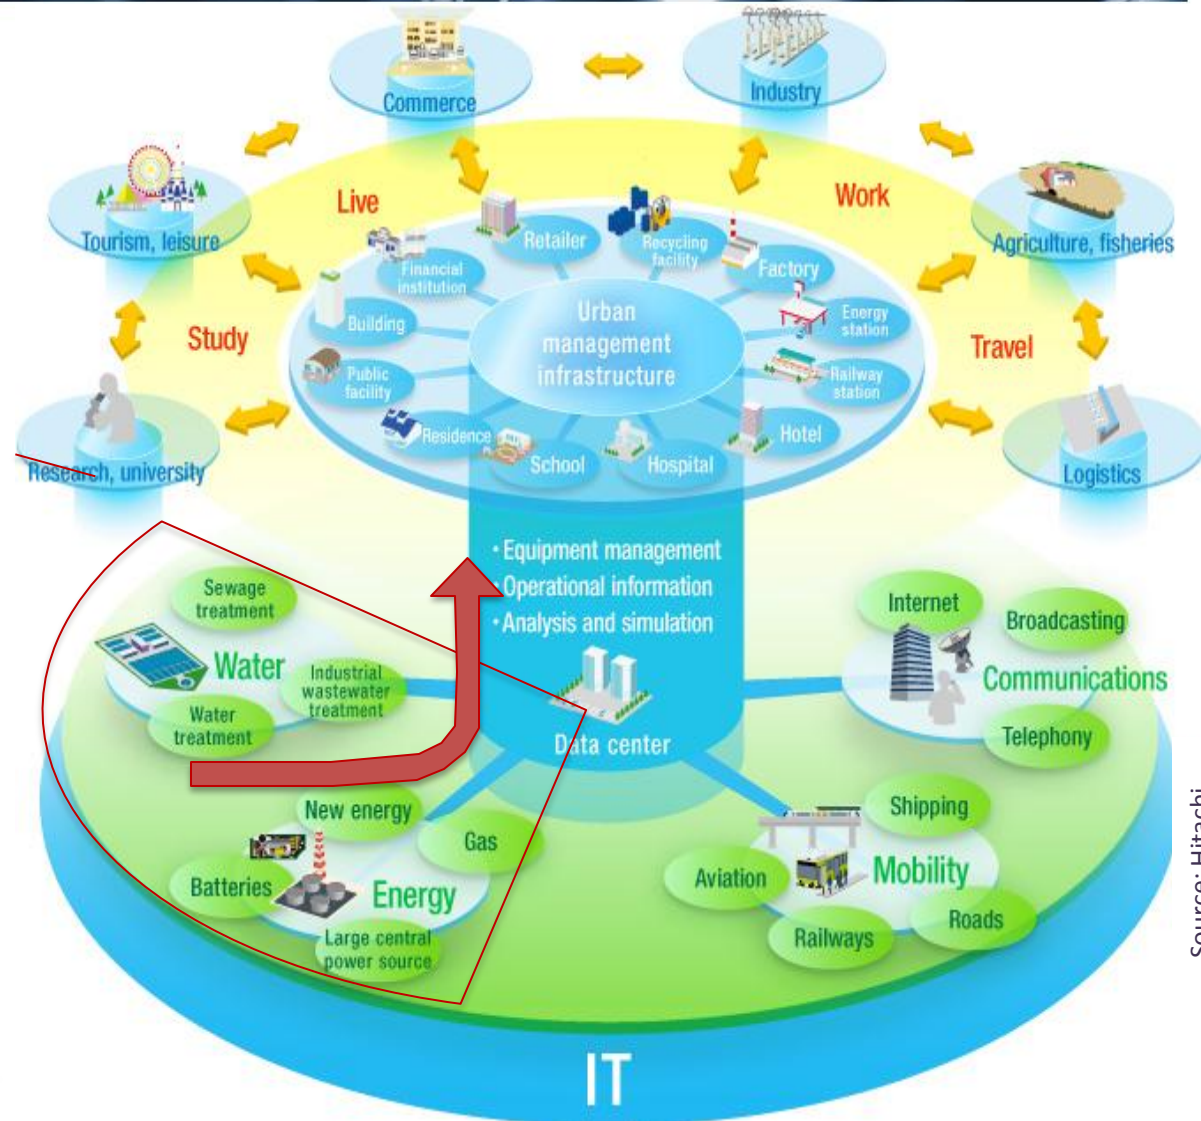 Commerce
Industry
Tourism, leisure
Live
Work
Agriculture, fisheries
Retailer
Recycling
facility
Financial
institution
Factory
Building
Urban
management
infrastructure
Energy
station
Study
Travel
Public
facility
Railway
station
Residence
School
Hospital
Hotel
Research, university
Logistics
• Equipment management
• Operational information
• Analysis and simulation
Data center
Sewage
treatment
Water
Industrial
wastewater
treatment
Water
treatment
Internet
Broadcasting
Communications
Telephony
New energy
Gas
Batteries
Energy
Large central
power source
Shipping
Aviation
Mobility
Railways
Roads
IT
Source: Hitachi